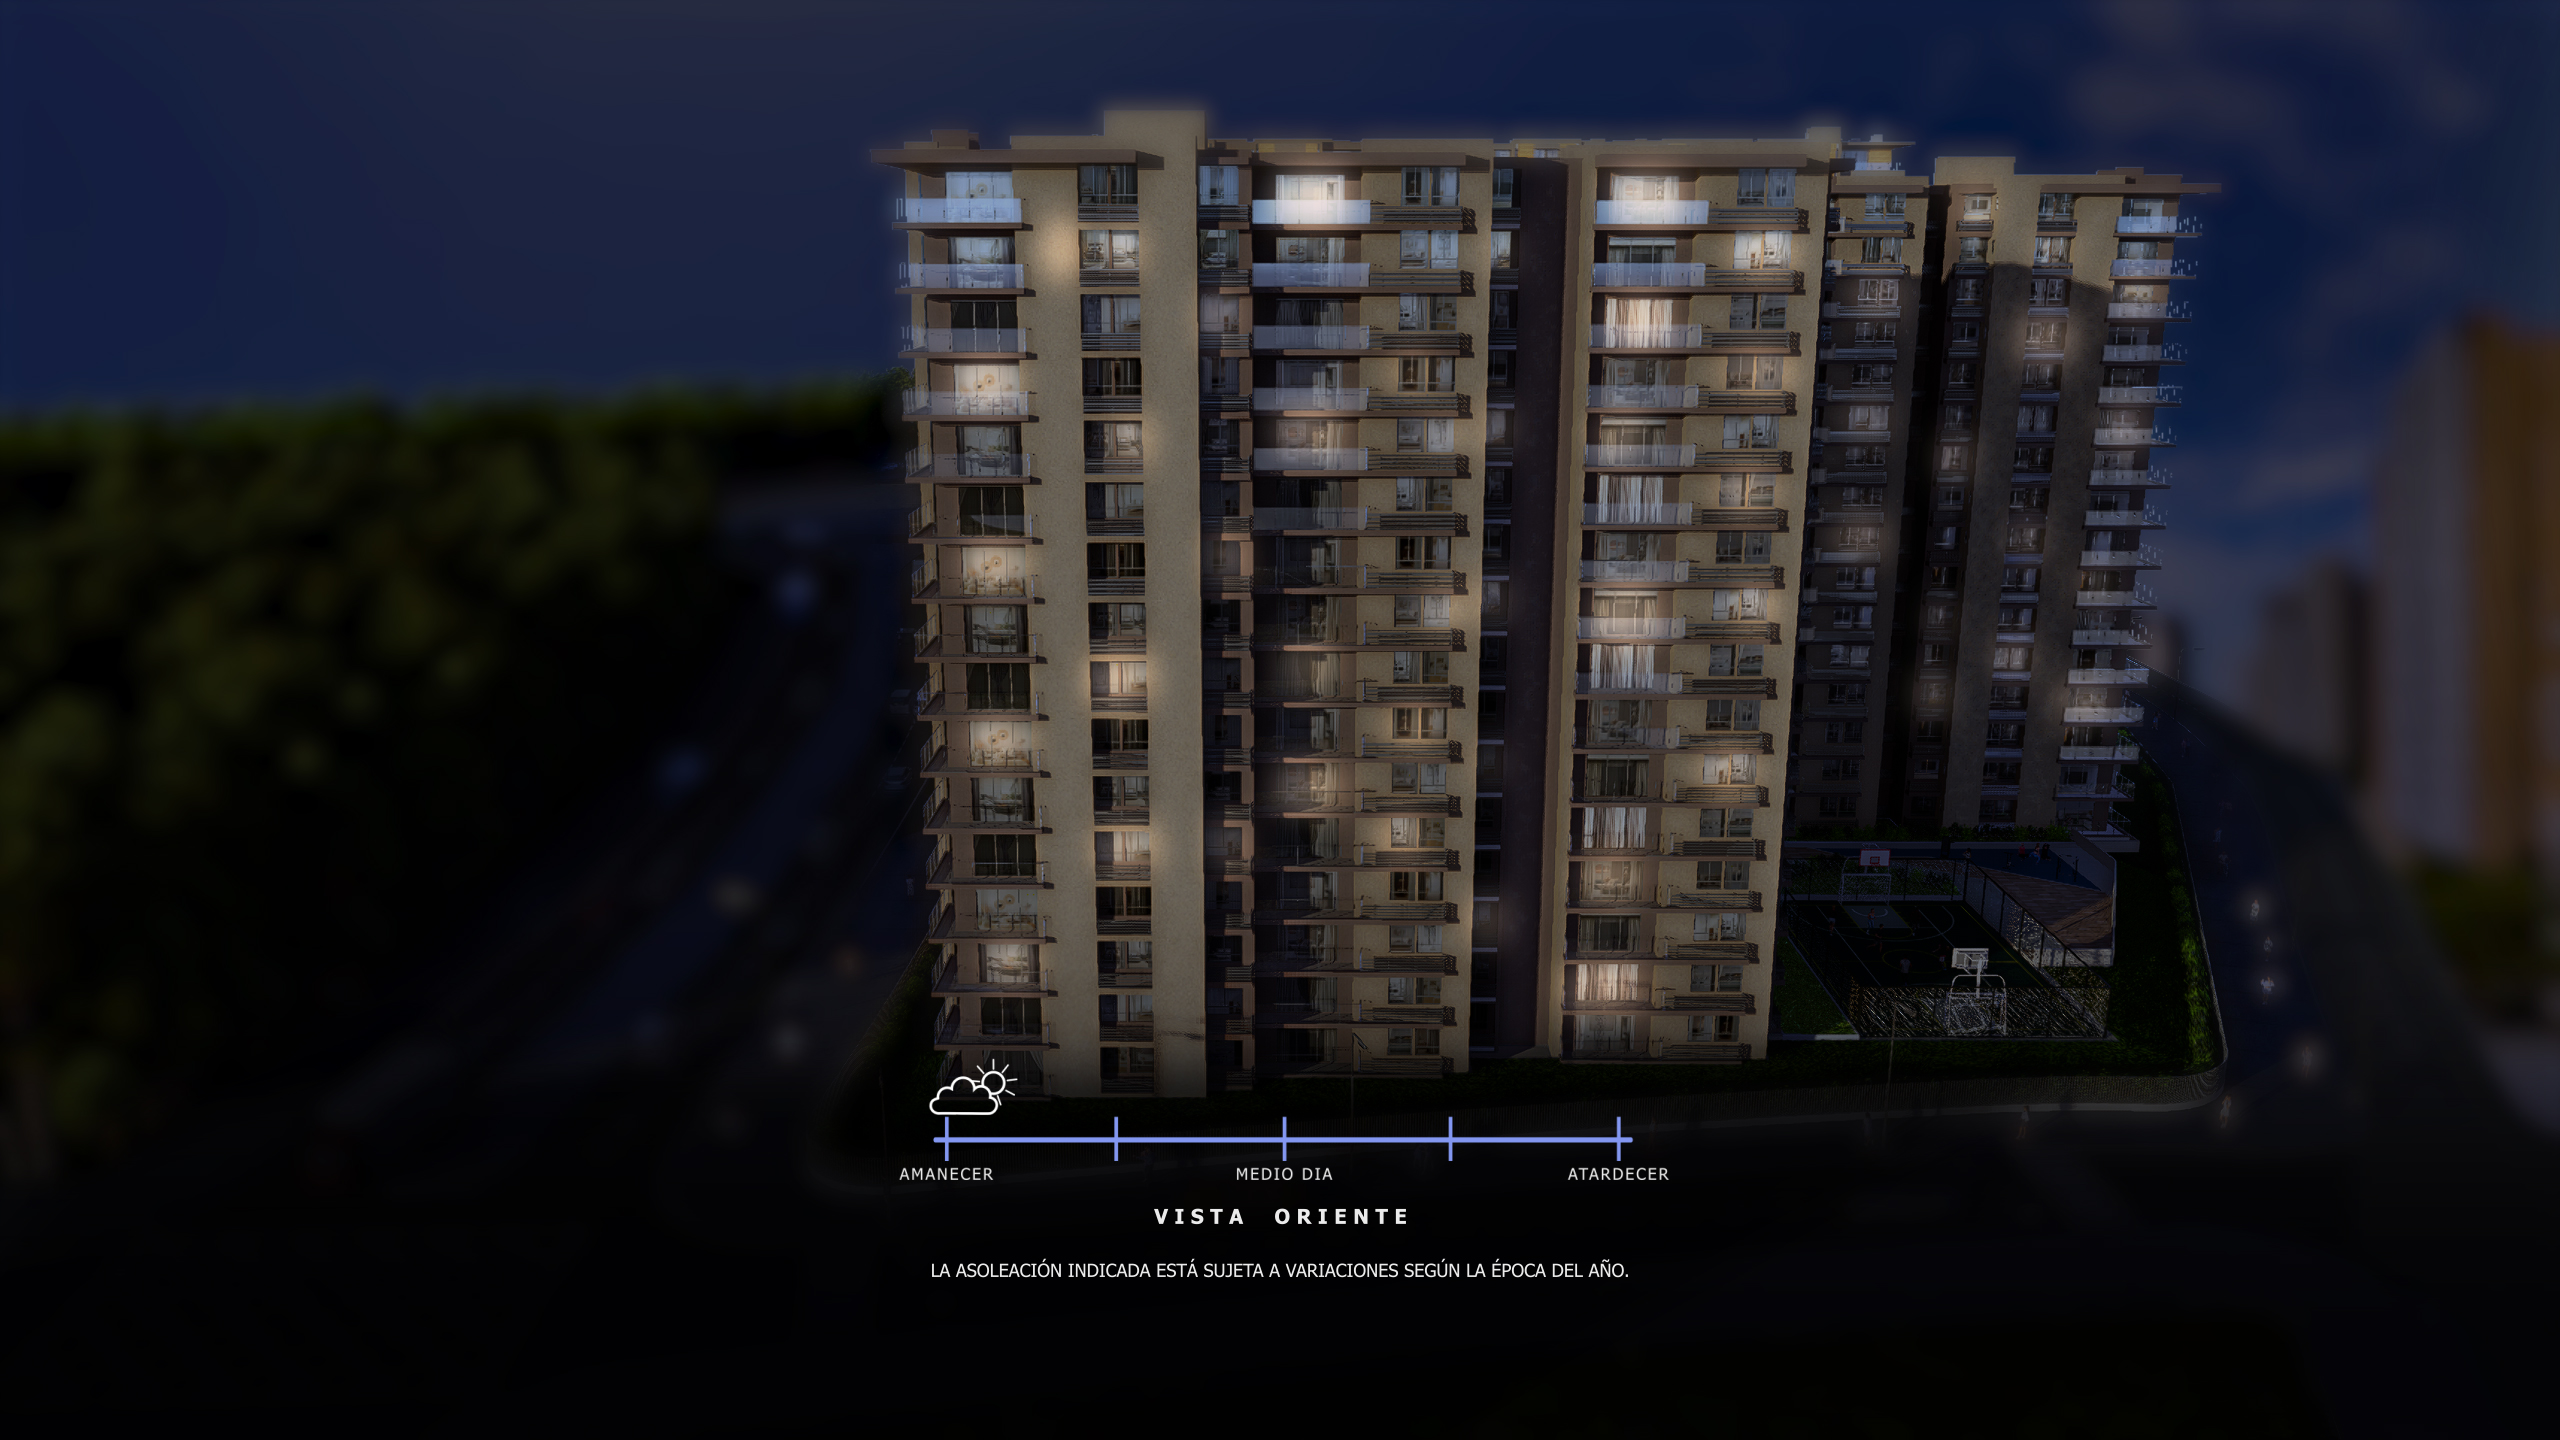 AMANECER MEDIO DIA ATARDECER
VISTA ORIENTE
LA ASOLEACIÓN INDICADA ESTÁ SUJETA A VARIACIONES SEGÚN LA ÉPOCA DEL AÑO.